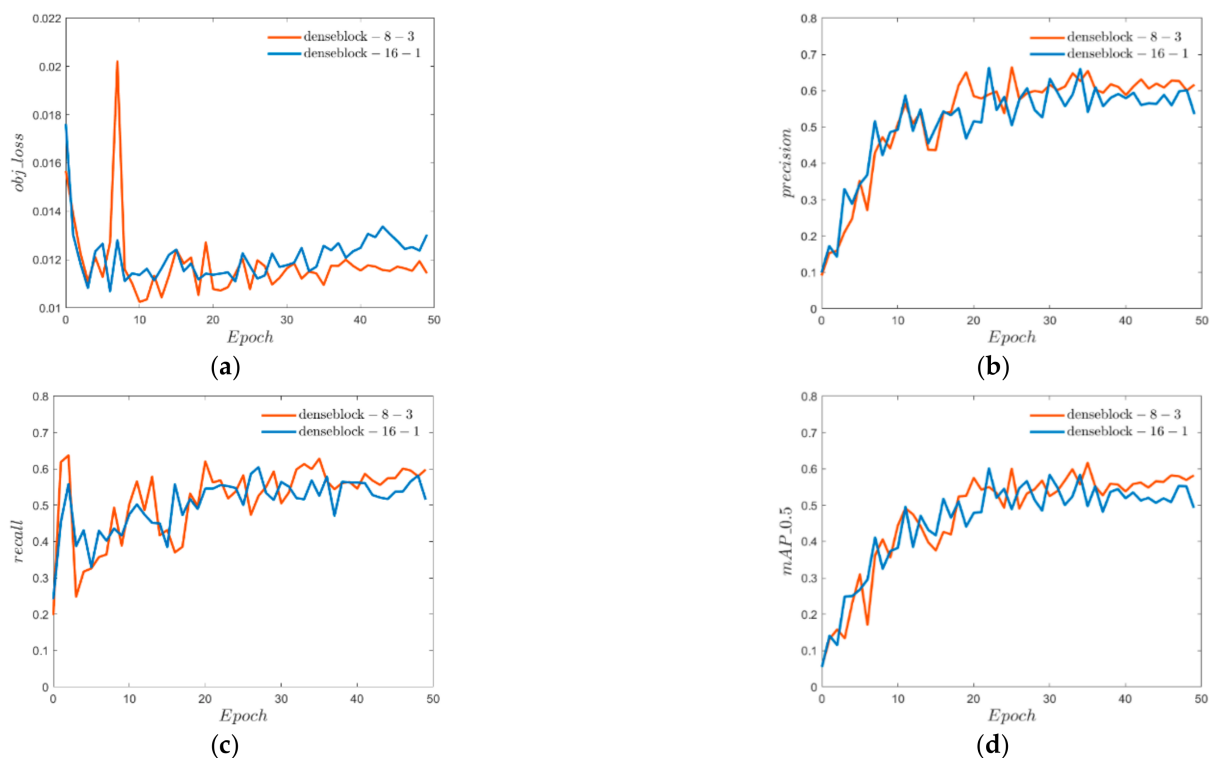 0.022
0.02
0.018
0.016
0.014
0.012
0.01
obj_loss
denseblock − 8 − 3
denseblock − 16 − 1
0 10 20 30 40 50
Epoch
(a)
0.8
0.7
0.6
0.5
0.4
0.3
0.2
0.1
0
precision
denseblock − 8 − 3
denseblock − 16 − 1
0 10 20 30 40 50
Epoch
(b)
0.8
0.7
0.6
0.5
0.4
0.3
0.2
0.1
0
recall
denseblock − 8 − 3
denseblock − 16 − 1
0 10 20 30 40 50
Epoch
(c)
0.8
0.7
0.6
0.5
0.4
0.3
0.2
0.1
0
mAP_0.5
denseblock − 8 − 3
denseblock − 16 − 1
0 10 20 30 40 50
Epoch
(d)